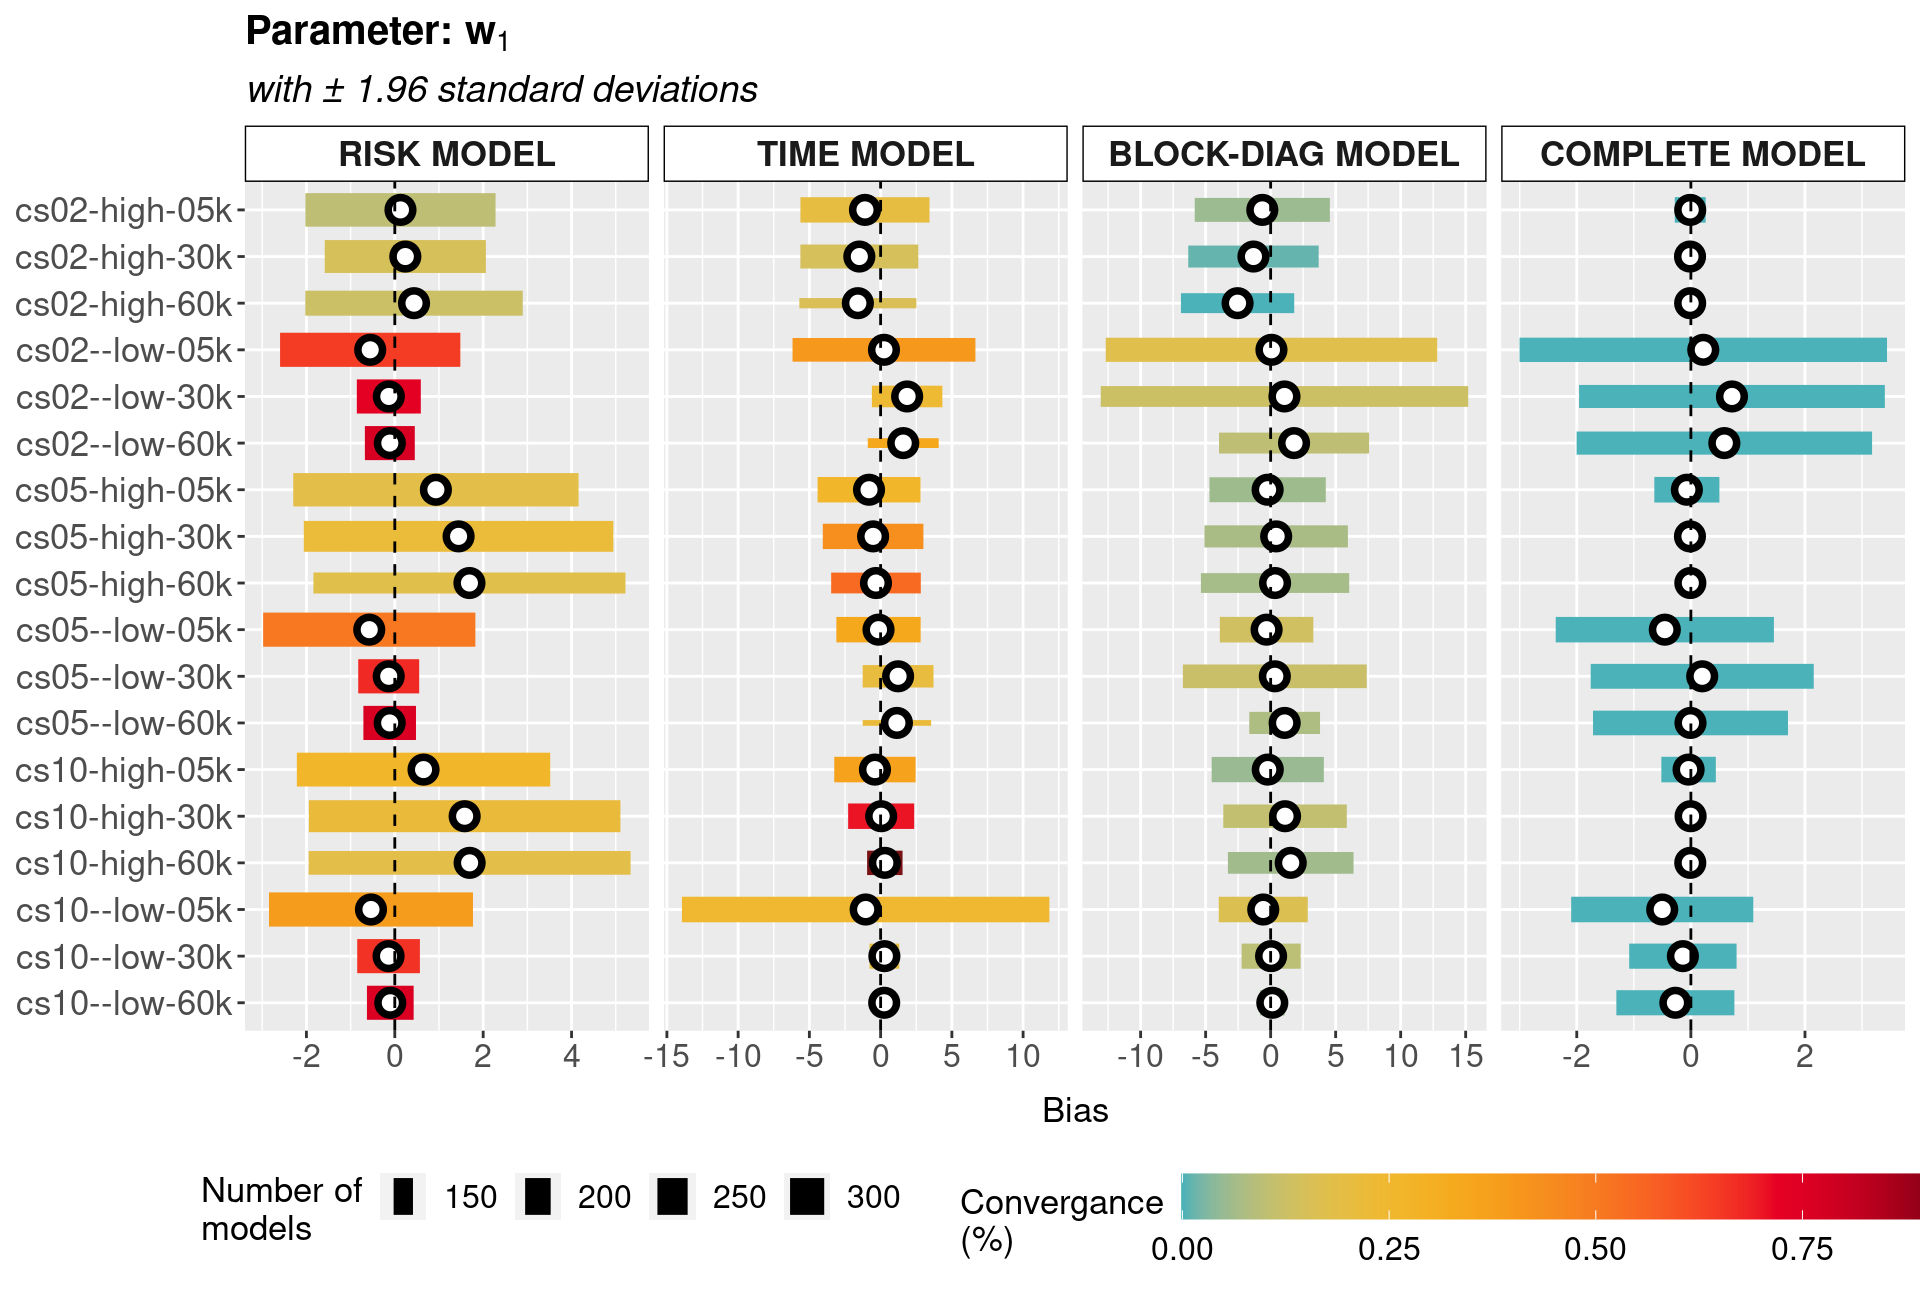 Parameter: w1
with ± 1.96 standard deviations
RISK MODEL TIME MODEL BLOCK-DIAG MODEL COMPLETE MODEL
cs02-high-05k
cs02-high-30k
cs02-high-60k
cs02--low-05k
cs02--low-30k
cs02--low-60k
cs05-high-05k
cs05-high-30k
cs05-high-60k
cs05--low-05k
cs05--low-30k
cs05--low-60k
cs10-high-05k
cs10-high-30k
cs10-high-60k
cs10--low-05k
cs10--low-30k
cs10--low-60k
-2 0 2 4 -15 -10 -5 0 5 10 -10 -5 0 5 10 15 -2 0 2
Bias
Number of
models
150 200 250 300
Convergance
(%)
0.00 0.25 0.50 0.75